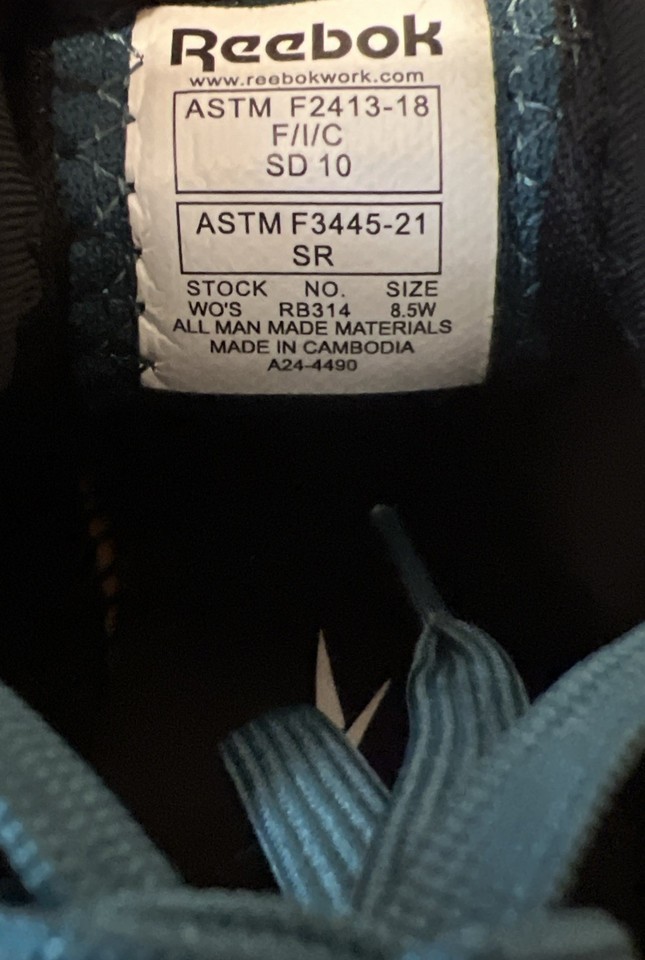 Reebok
www.reebokwork.com
ASTM F2413-18
F/I/C
SD 10
ASTM F3445-21
SR
STOCK NO. SIZE
WO'S RB314 8.5W
ALL MAN MADE MATERIALS
MADE IN CAMBODIA
A24-4490